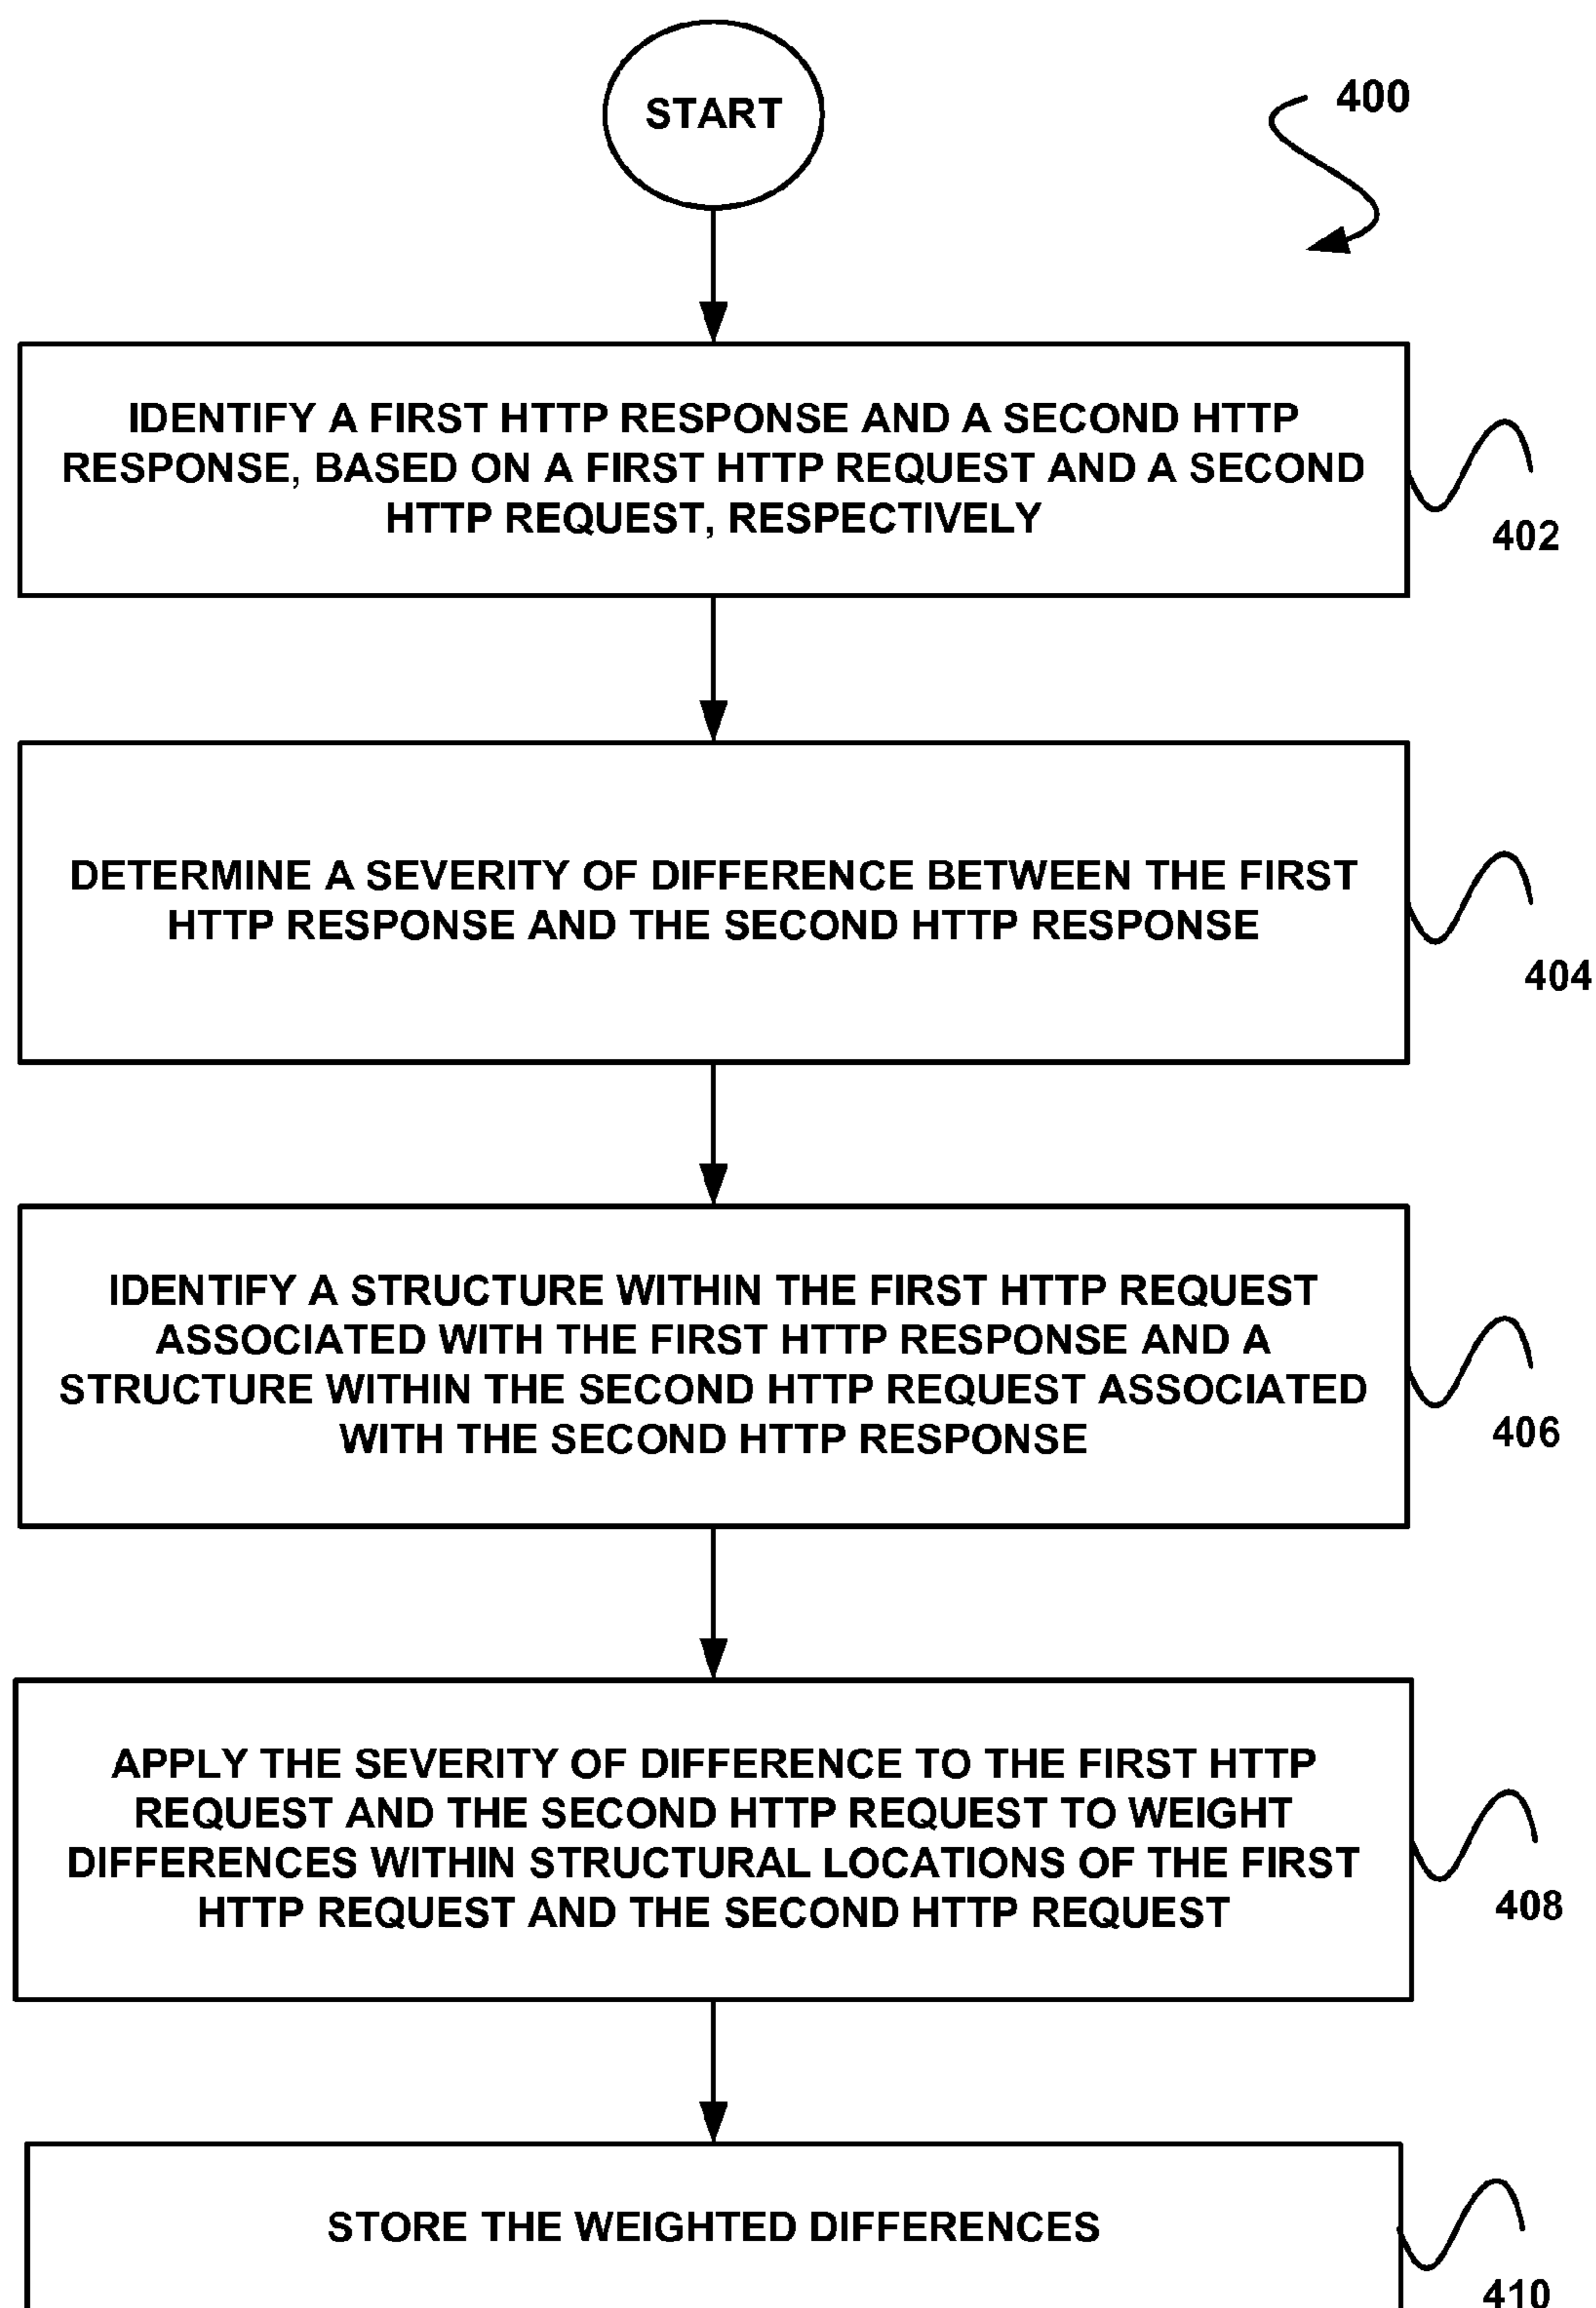 START
400
IDENTIFY A FIRST HTTP RESPONSE AND A SECOND HTTP
RESPONSE, BASED ON A FIRST HTTP REQUEST AND A SECOND
HTTP REQUEST, RESPECTIVELY
402
DETERMINE A SEVERITY OF DIFFERENCE BETWEEN THE FIRST
HTTP RESPONSE AND THE SECOND HTTP RESPONSE
404
IDENTIFY A STRUCTURE WITHIN THE FIRST HTTP REQUEST
ASSOCIATED WITH THE FIRST HTTP RESPONSE AND A
STRUCTURE WITHIN THE SECOND HTTP REQUEST ASSOCIATED
WITH THE SECOND HTTP RESPONSE
406
APPLY THE SEVERITY OF DIFFERENCE TO THE FIRST HTTP
REQUEST AND THE SECOND HTTP REQUEST TO WEIGHT
DIFFERENCES WITHIN STRUCTURAL LOCATIONS OF THE FIRST
HTTP REQUEST AND THE SECOND HTTP REQUEST
408
STORE THE WEIGHTED DIFFERENCES
410